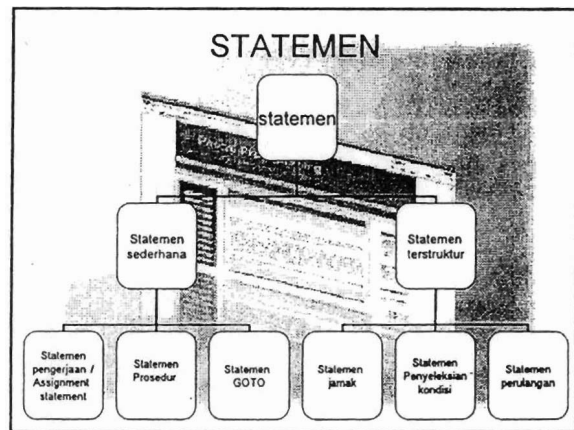 STATEMEN
statemen
Statemen
sederhana
Statemen
terstruktur
Statemen
pengerjaan /
Assignment
statement
Statemen
Prosedur
Statemen
GOTO
Statemen
jamak
Statemen
Penyeleksian
kondisi
Statemen
perulangan